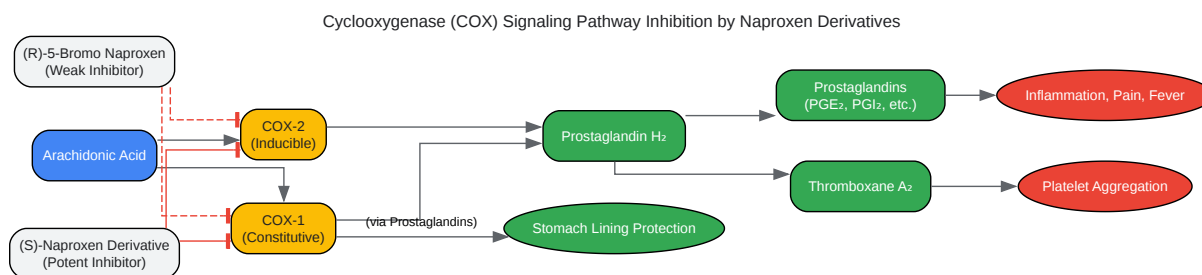 Cyclooxygenase (COX) Signaling Pathway Inhibition by Naproxen Derivatives
(R)-5-Bromo Naproxen
(Weak Inhibitor)
Arachidonic Acid
(S)-Naproxen Derivative
(Potent Inhibitor)
COX-2
(Inducible)
COX-1
(Constitutive)
(via Prostaglandins)
Prostaglandin H₂
Stomach Lining Protection
Prostaglandins
(PGE₂, PGI₂, etc.)
Thromboxane A₂
Inflammation, Pain, Fever
Platelet Aggregation